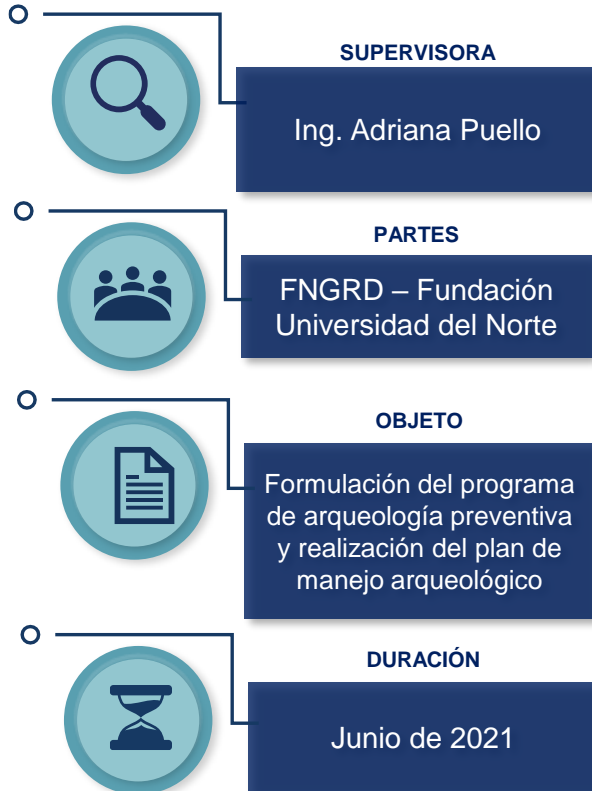 SUPERVISORA
Ing. Adriana Puello
PARTES
FNGRD – Fundación
Universidad del Norte
OBJETO
Formulación del programa
de arqueología preventiva
y realización del plan de
manejo arqueológico
DURACIÓN
Junio de 2021